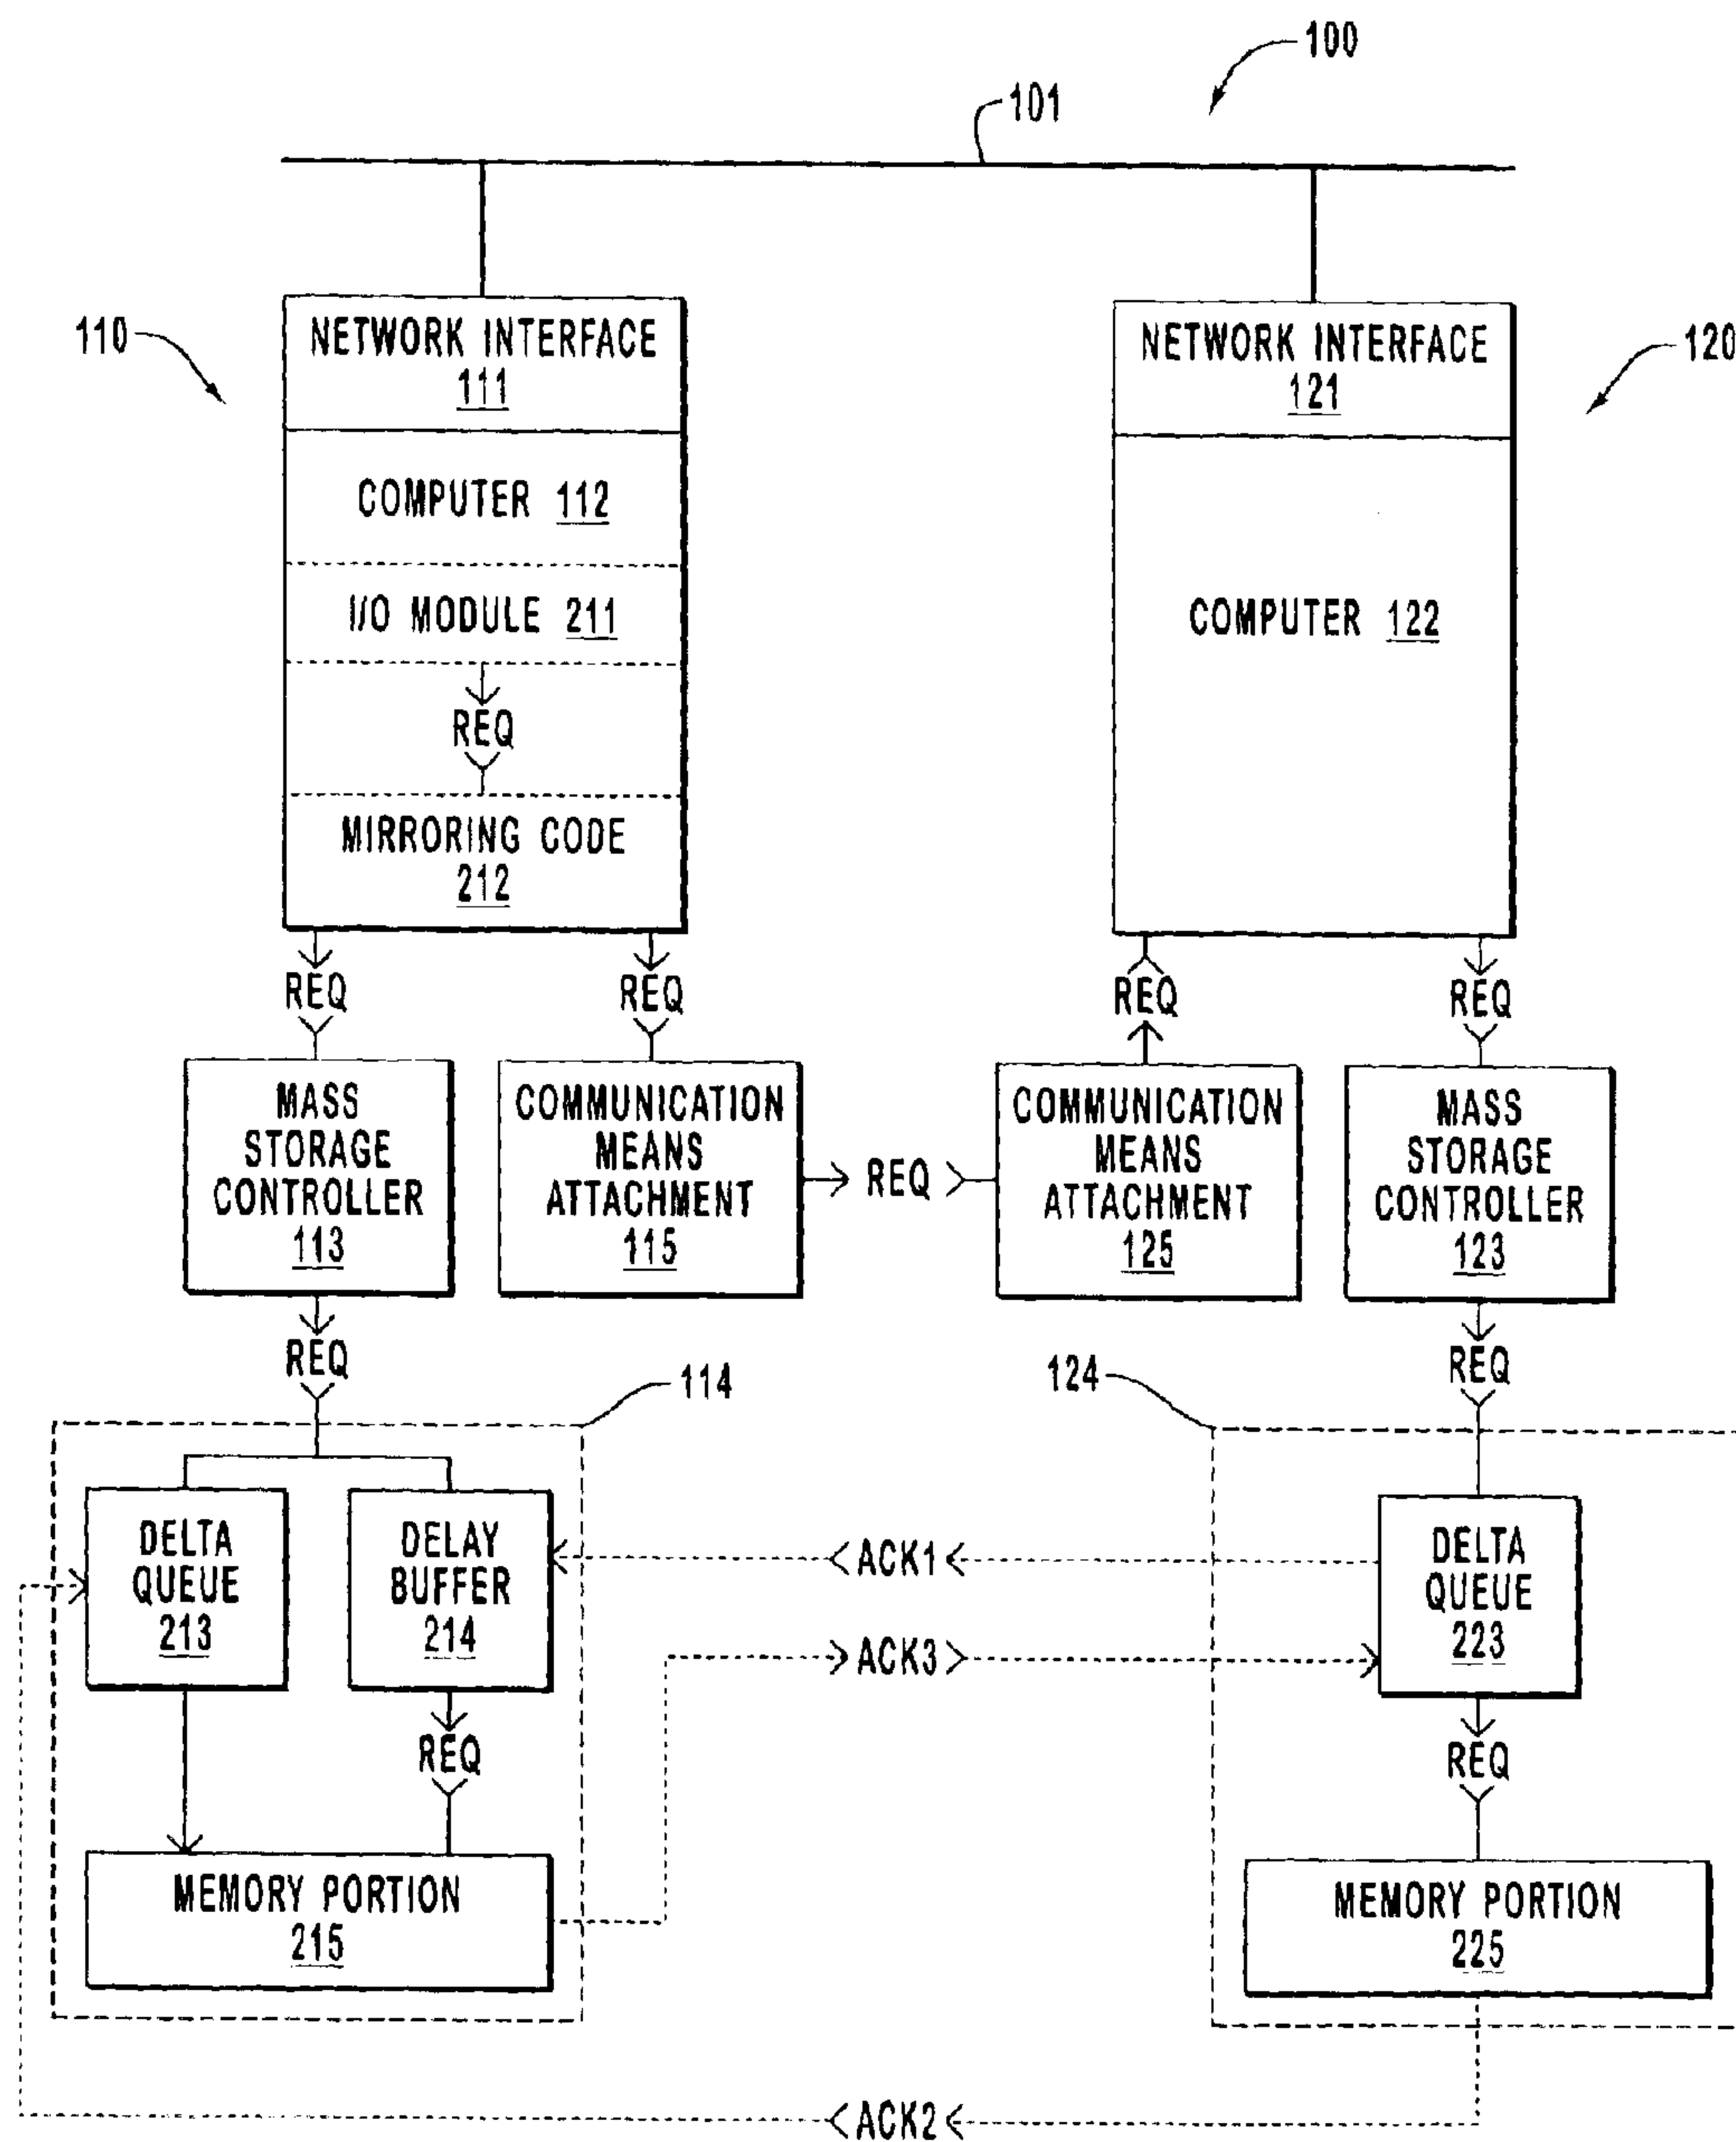 100
101
110
NETWORK INTERFACE
111
NETWORK INTERFACE
121
120
COMPUTER 112
I/O MODULE 211
COMPUTER 122
REQ
MIRRORING CODE
212
REQ
REQ
REQ
REQ
MASS
STORAGE
CONTROLLER
113
COMMUNICATION
MEANS
ATTACHMENT
115
REQ
COMMUNICATION
MEANS
ATTACHMENT
125
MASS
STORAGE
CONTROLLER
123
REQ
REQ
114
124
DELTA
QUEUE
213
DELAY
BUFFER
214
ACK1
ACK3
DELTA
QUEUE
223
REQ
REQ
MEMORY PORTION
215
MEMORY PORTION
225
ACK2